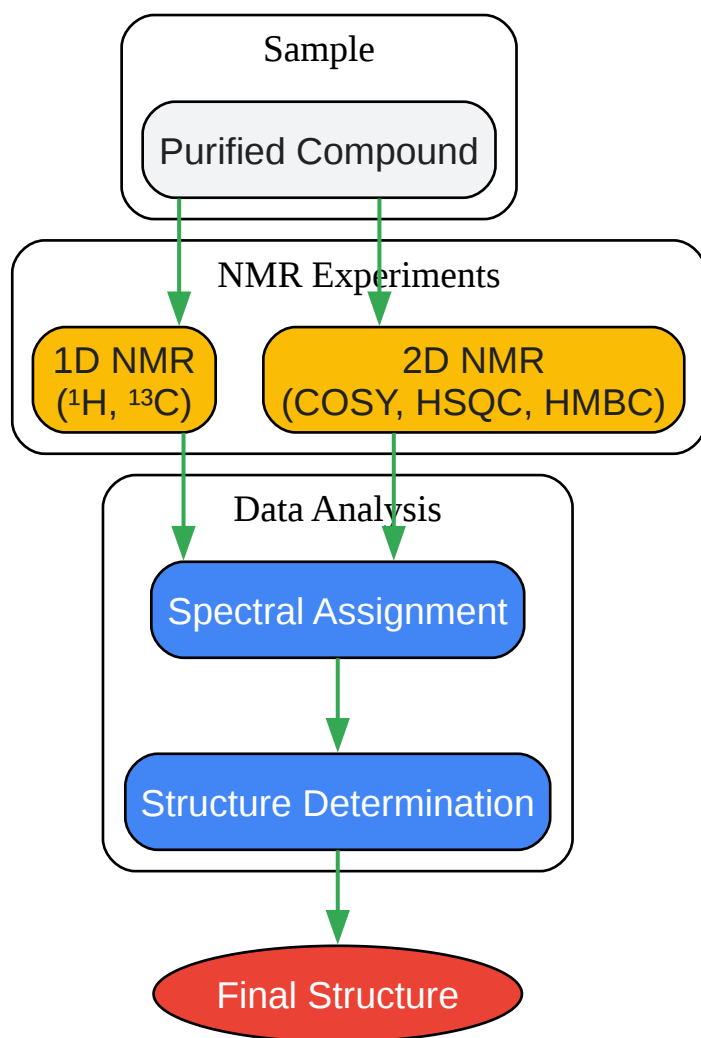 Sample
Purified Compound
NMR Experiments
1D NMR
(¹H, ¹³C)
2D NMR
(COSY, HSQC, HMBC)
Data Analysis
Spectral Assignment
Structure Determination
Final Structure